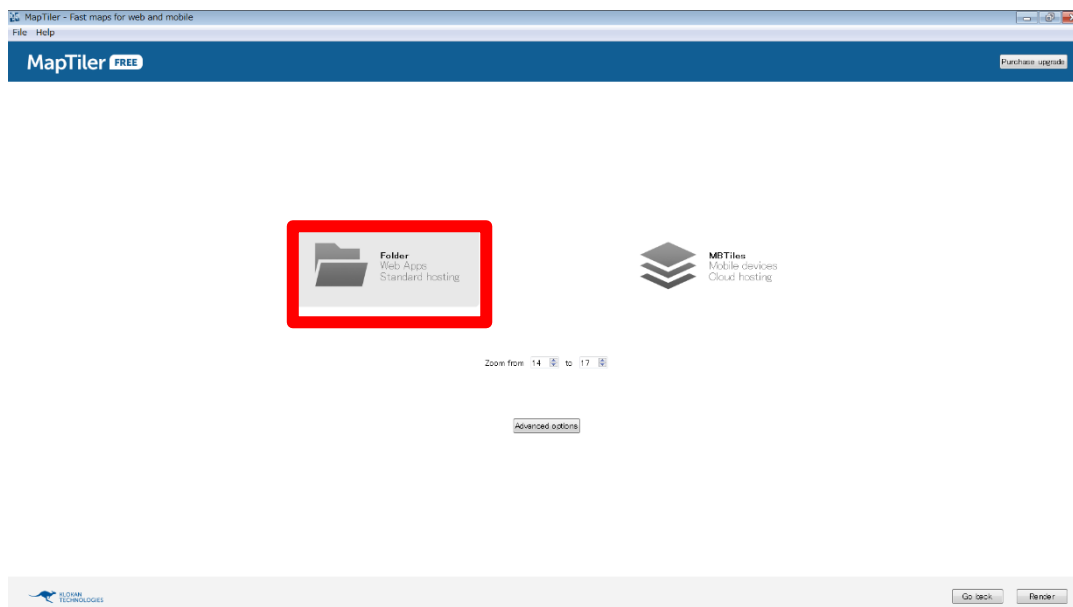 MapTiler - Fast maps for web and mobile
File Help
MapTiler FREE
Purchase upgrade
Folder
Web Apps
Standard hosting
MBTiles
Mobile devices
Cloud hosting
Zoom from 14 to 17
Advanced options
KLOKAN
TECHNOLOGIES
Go back Render